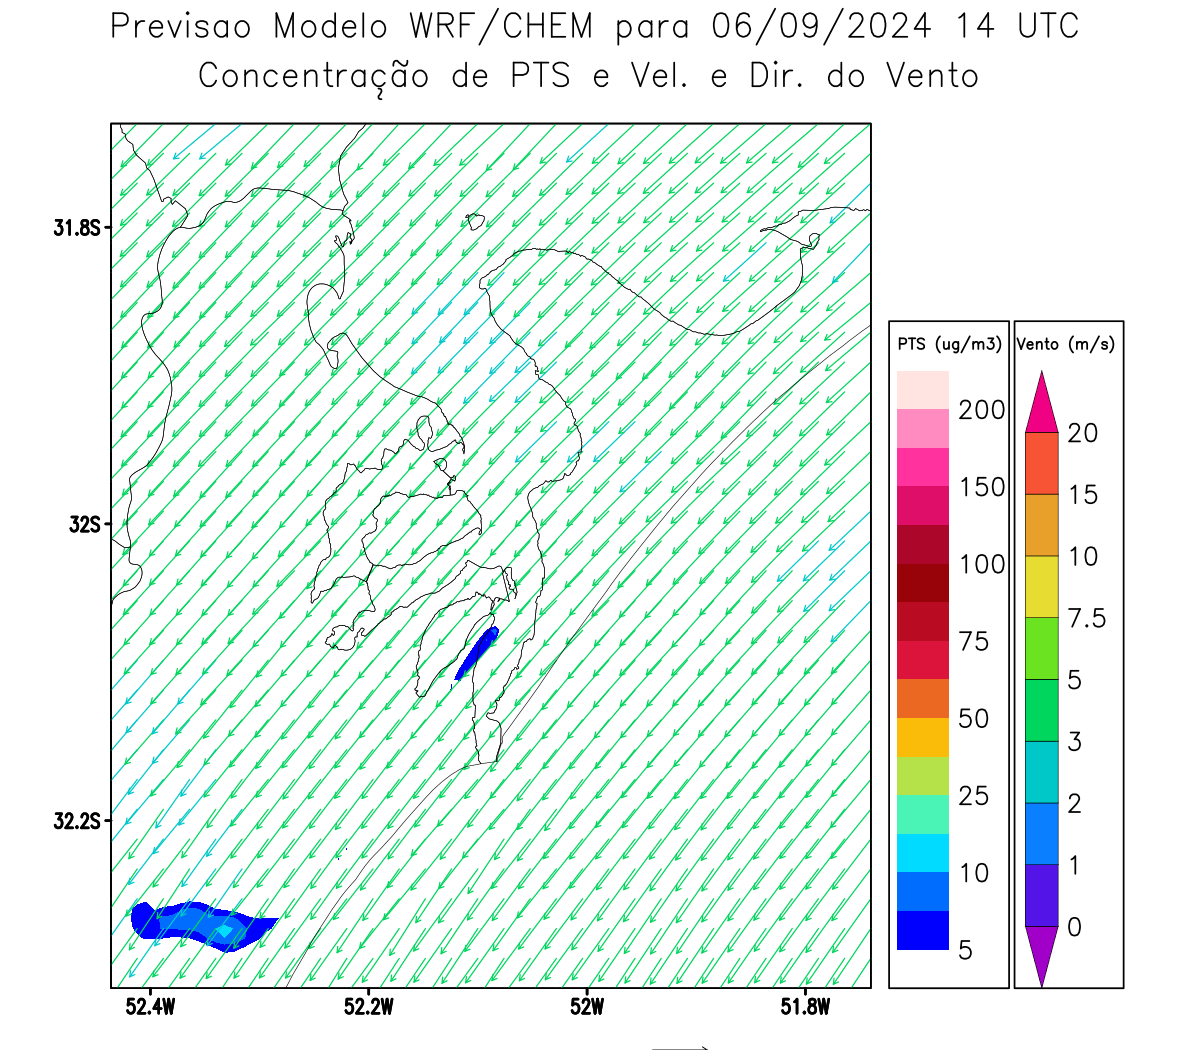 Previsao Modelo WRF/CHEM para 06/09/2024 14 UTC
Concentração de PTS e Vel. e Dir. do Vento
31.8S
32S
32.2S
52.4W
52.2W
52W
51.8W
PTS (ug/m3)
200
150
100
75
50
25
10
5
Vento (m/s)
20
15
10
7.5
5
3
2
1
0